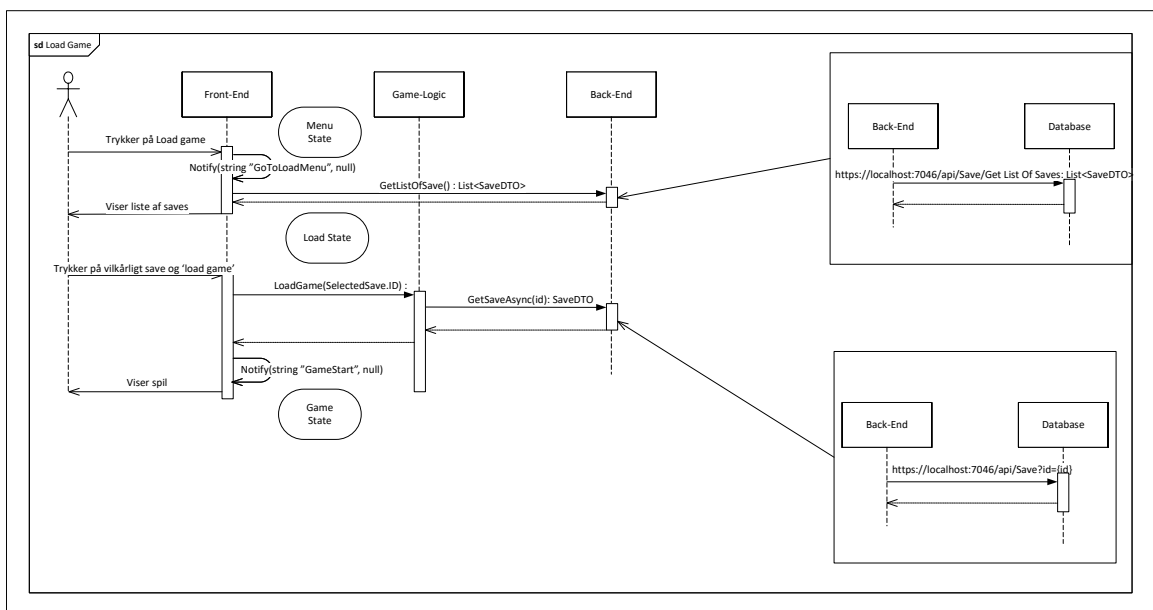 sd Load Game
Front-End
Game-Logic
Back-End
Menu
State
Trykker på Load game
Notify(string "GoToLoadMenu", null)
GetListOfSave() : List<SaveDTO>
Viser liste af saves
Load State
Trykker på vilkårligt save og ‘load game’
LoadGame(SelectedSave.ID) :
GetSaveAsync(id): SaveDTO
Notify(string "GameStart", null)
Viser spil
Game
State
Back-End
Database
https://localhost:7046/api/Save/Get List Of Saves: List<SaveDTO>
Back-End
Database
https://localhost:7046/api/Save?id={id}